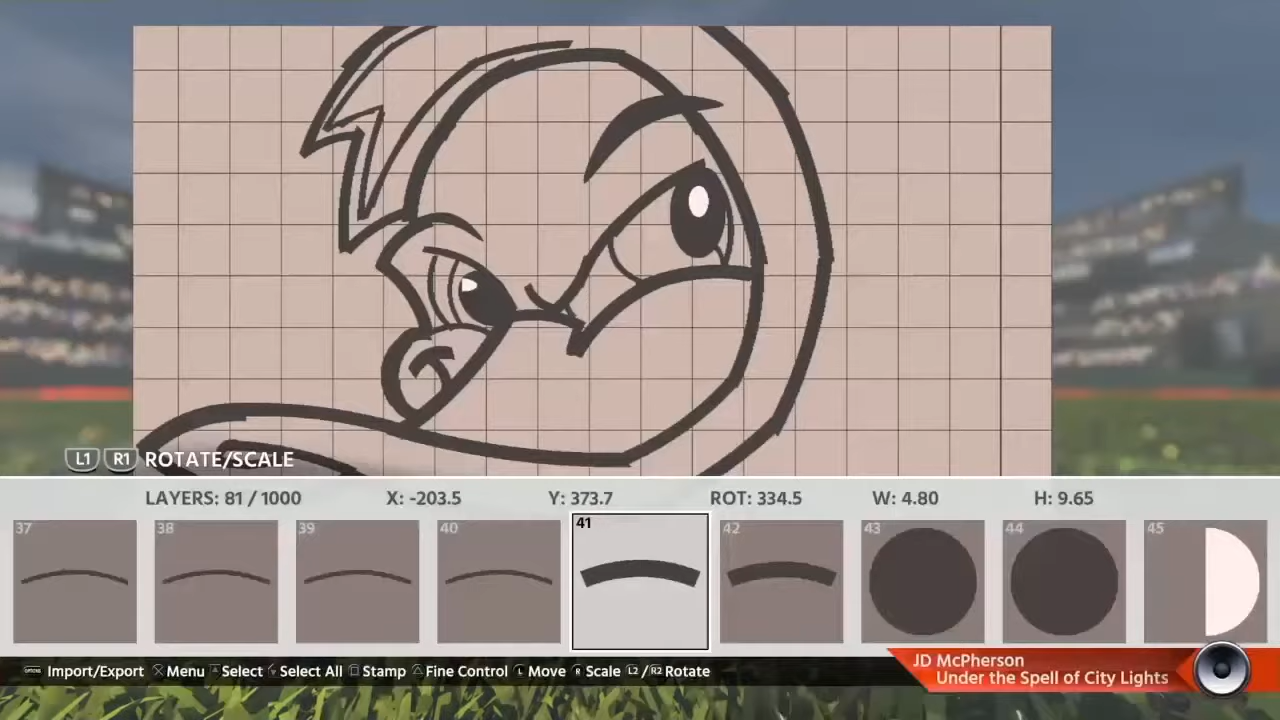 L1 R1 ROTATE/SCALE
LAYERS: 81 / 1000 X: -203.5 Y: 373.7 ROT: 334.5 W: 4.80 H: 9.65
37 38 39 40 41 42 43 44 45
OPTIONS Import/Export Menu Select Select All Stamp Fine Control L Move R Scale L2/R2 Rotate
JD McPherson
Under the Spell of City Lights